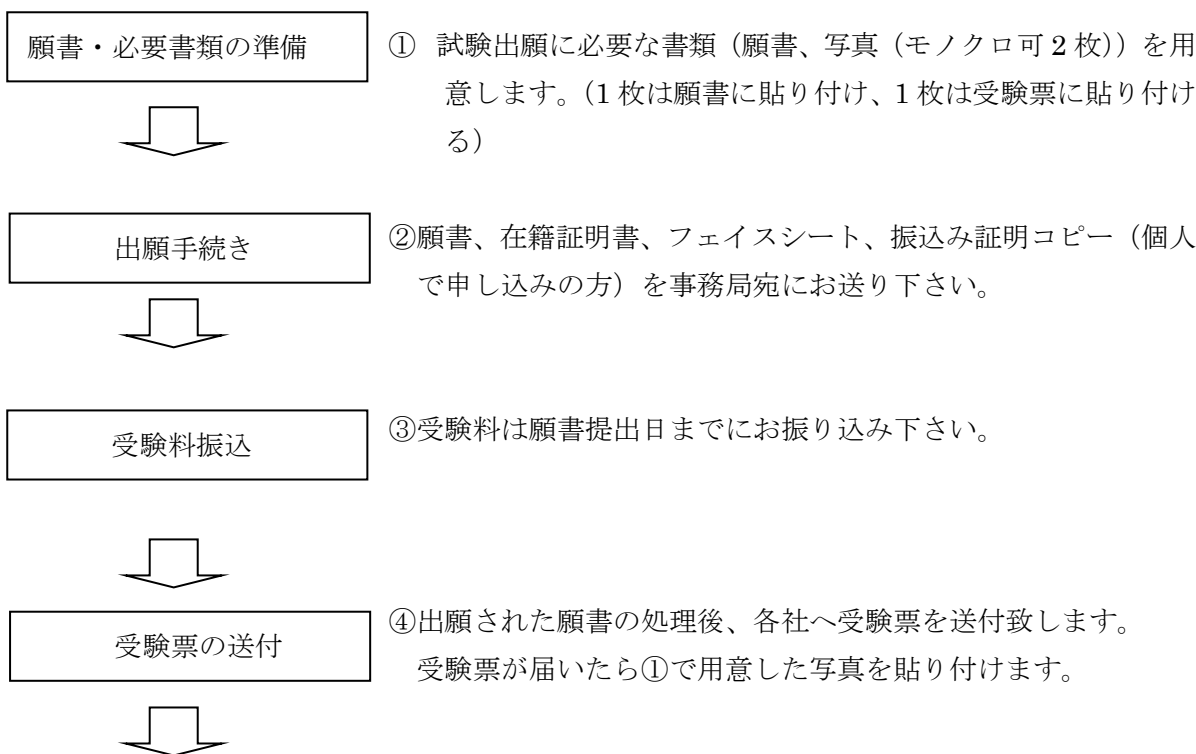 願書・必要書類の準備
① 試験出願に必要な書類（願書、写真（モノクロ可 2 枚））を用
意します。（1 枚は願書に貼り付け、1 枚は受験票に貼り付け
る）
出願手続き
②願書、在籍証明書、フェイスシート、振込み証明コピー（個人
で申し込みの方）を事務局宛にお送り下さい。
受験料振込
③受験料は願書提出日までにお振り込み下さい。
受験票の送付
④出願された願書の処理後、各社へ受験票を送付致します。
受験票が届いたら①で用意した写真を貼り付けます。